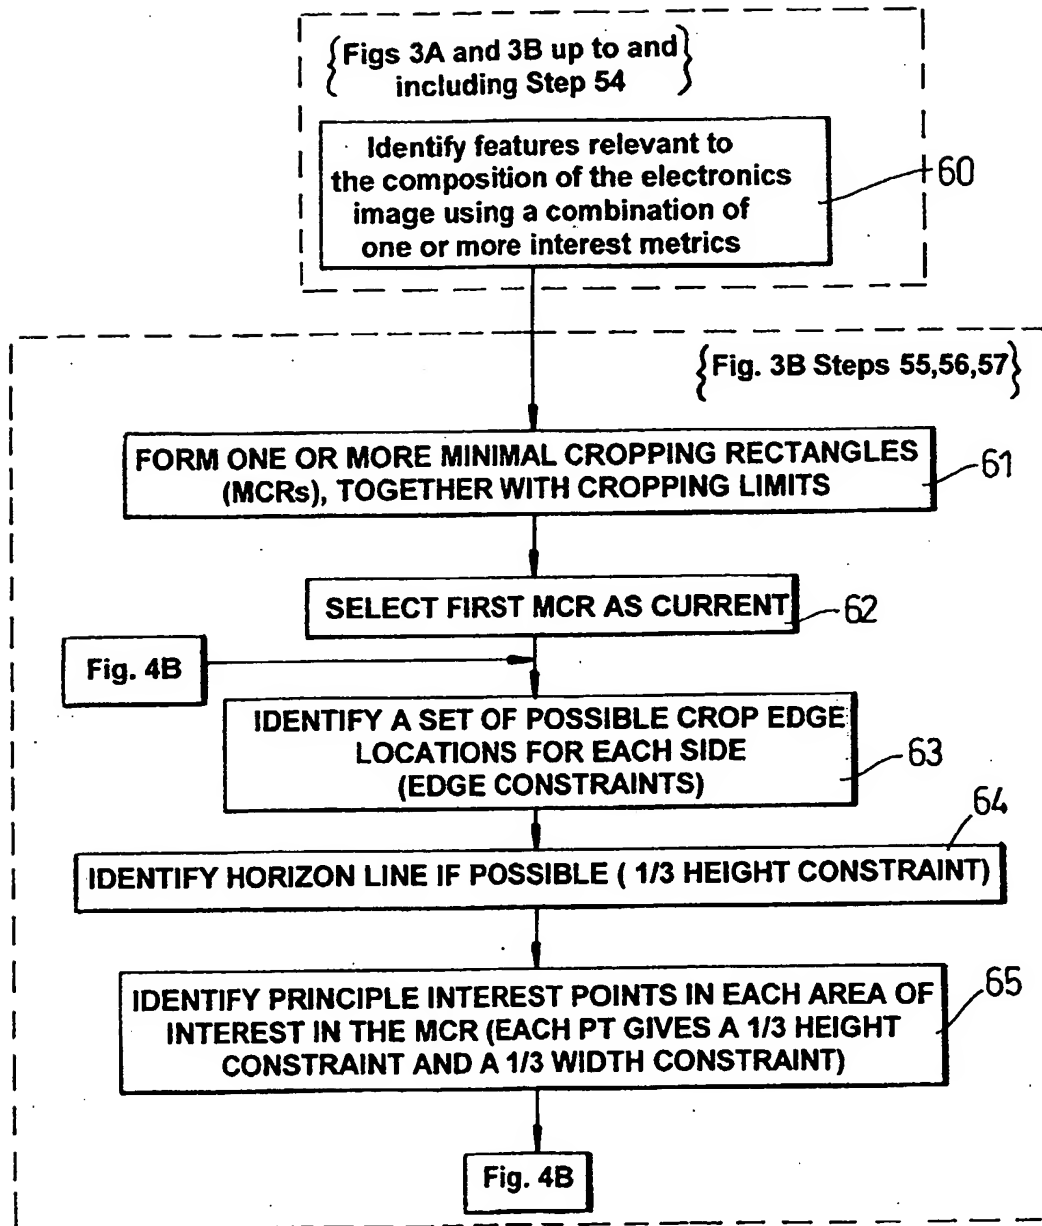 {Figs 3A and 3B up to and}
including Step 54
Identify features relevant to
the composition of the electronics
image using a combination of
one or more interest metrics
60
{Fig. 3B Steps 55,56,57}
FORM ONE OR MORE MINIMAL CROPPING RECTANGLES
(MCRs), TOGETHER WITH CROPPING LIMITS
61
SELECT FIRST MCR AS CURRENT
62
Fig. 4B
IDENTIFY A SET OF POSSIBLE CROP EDGE
LOCATIONS FOR EACH SIDE
(EDGE CONSTRAINTS)
63
64
IDENTIFY HORIZON LINE IF POSSIBLE ( 1/3 HEIGHT CONSTRAINT)
IDENTIFY PRINCIPLE INTEREST POINTS IN EACH AREA OF
INTEREST IN THE MCR (EACH PT GIVES A 1/3 HEIGHT
CONSTRAINT AND A 1/3 WIDTH CONSTRAINT)
65
Fig. 4B